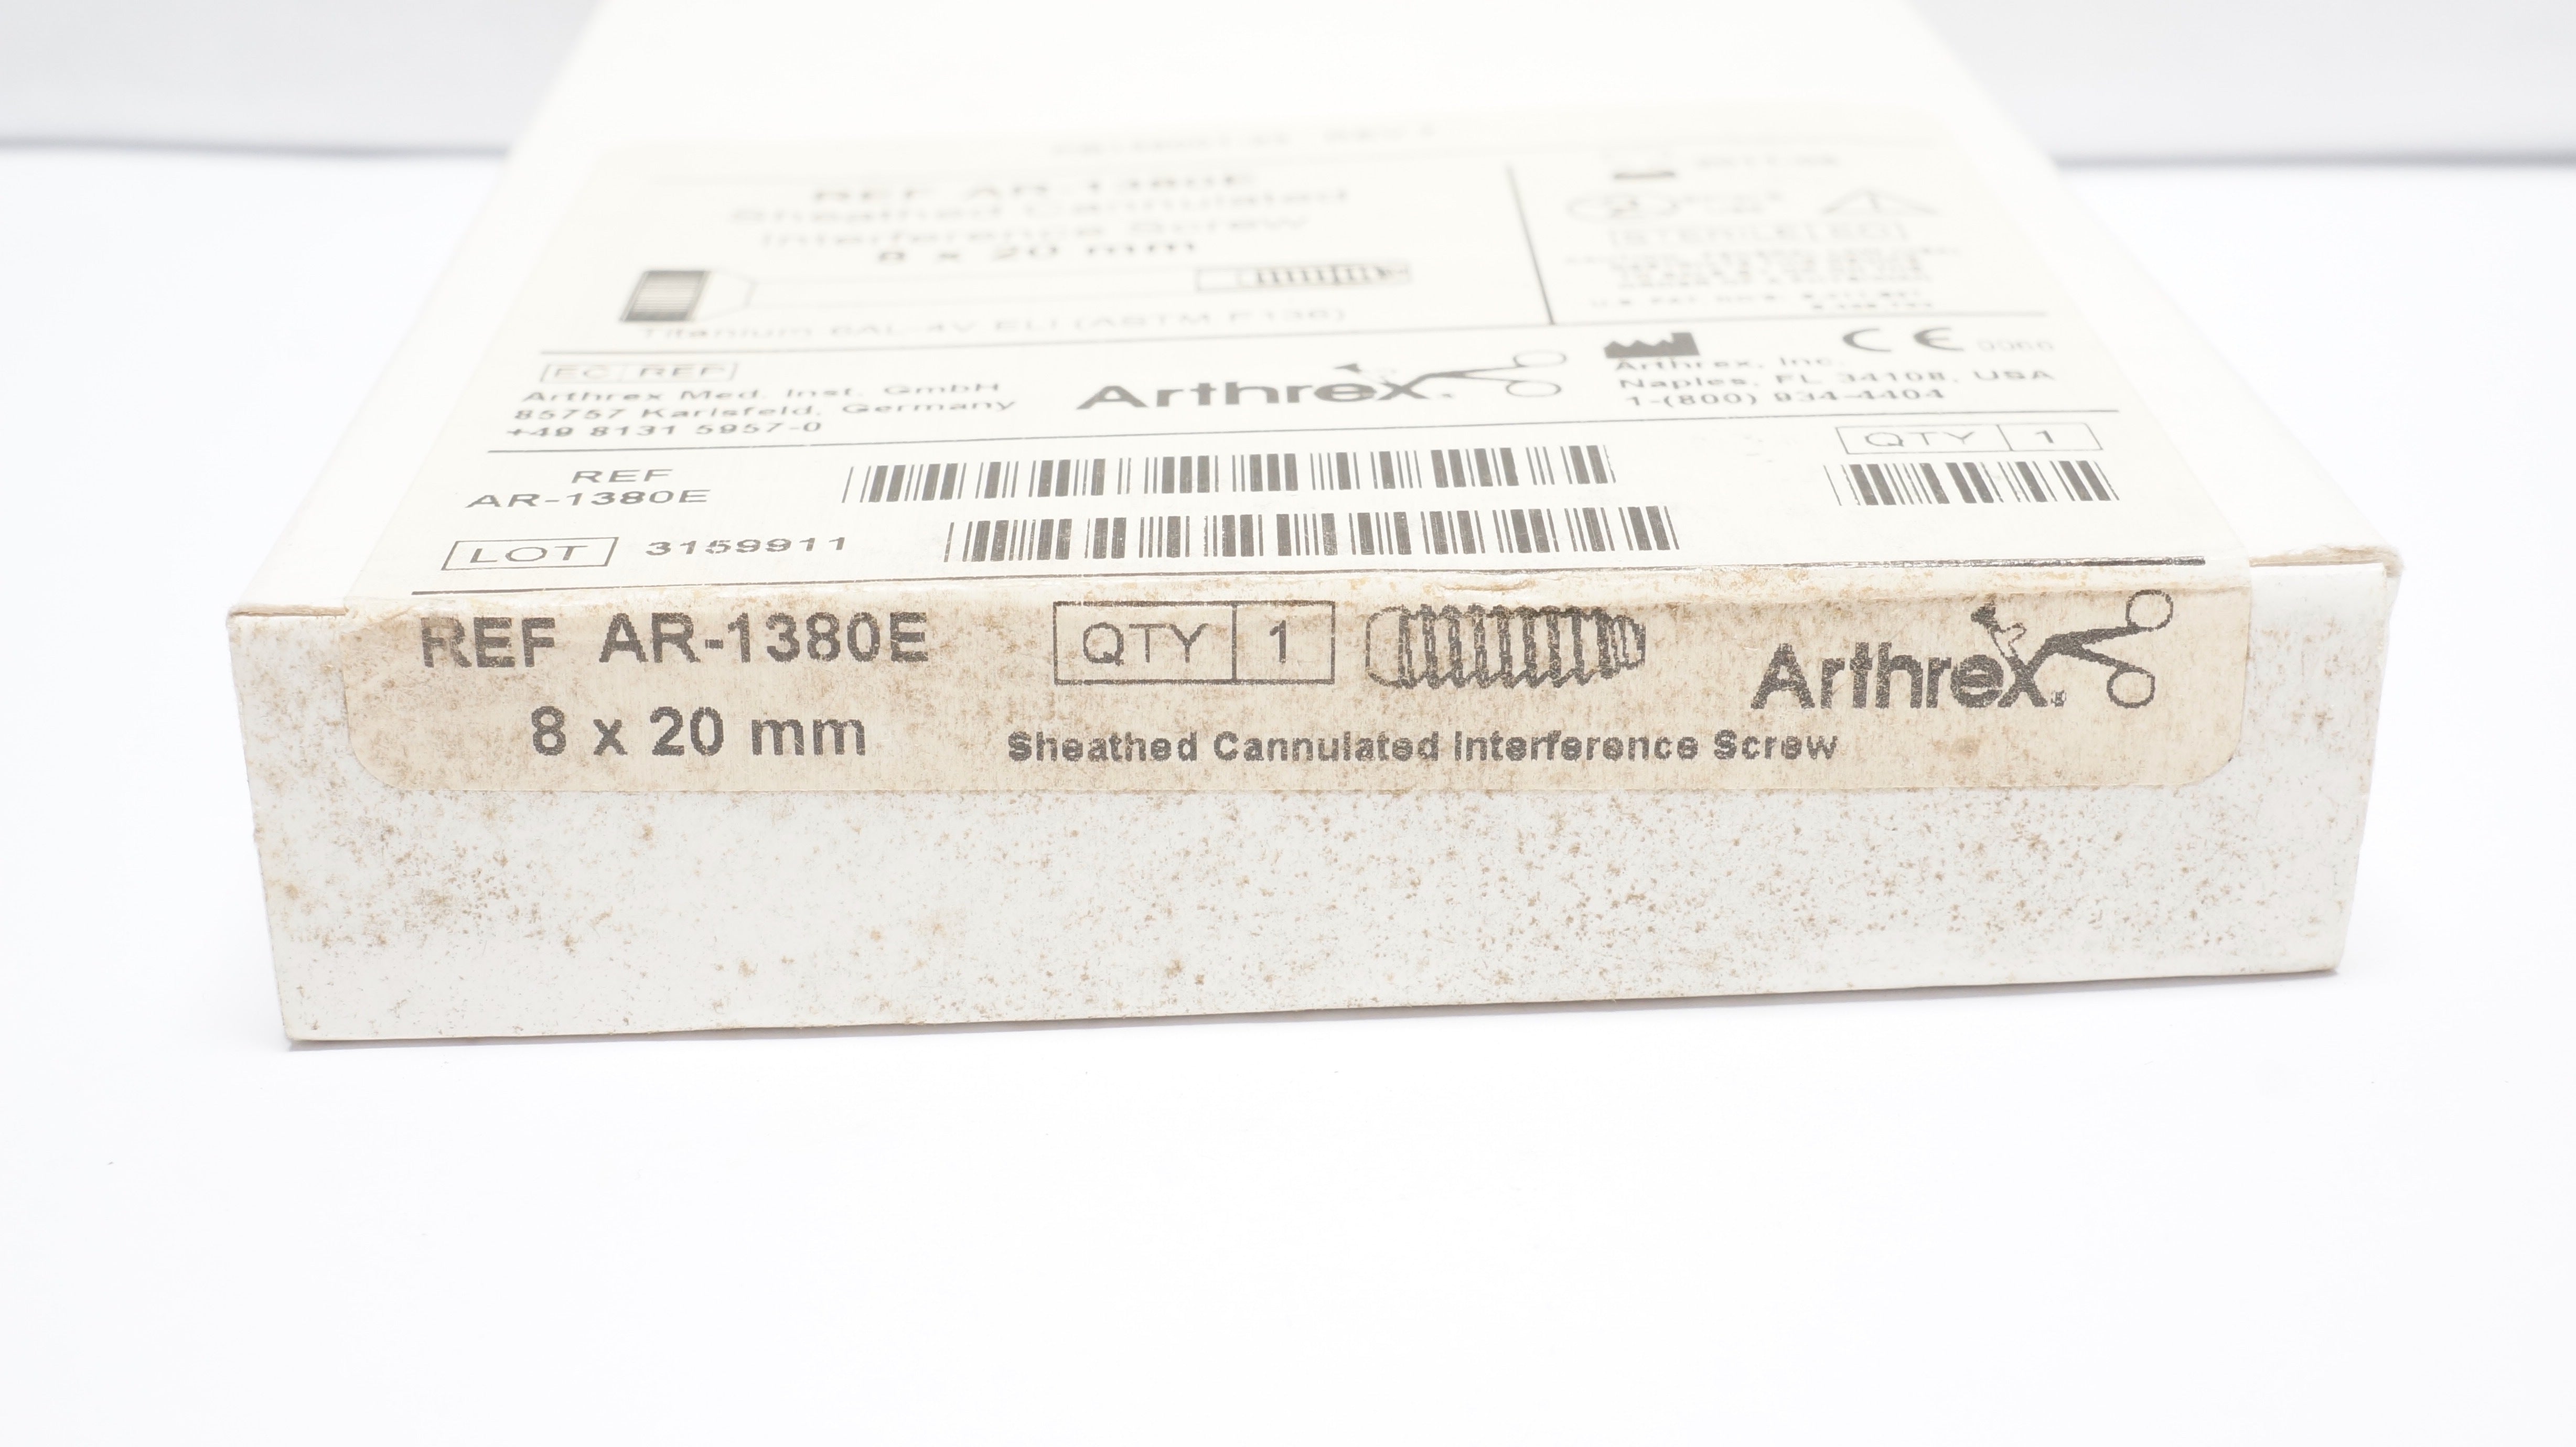 REF AR-1380E
Sheathed Cannulated
Interference Screw
8 x 20 mm
STERILE EO
Titanium 6AL-4V ELI (ASTM F136)
EC REP
Arthrex Med. Inst. GmbH
85757 Karlsfeld, Germany
+49 8131 5957-0
Arthrex
CE
Arthrex, Inc.
Naples, FL 34108, USA
1-(800) 934-4404
REF
AR-1380E
QTY 1
LOT 3159911
REF AR-1380E
8 x 20 mm
QTY 1
Sheathed Cannulated Interference Screw
Arthrex